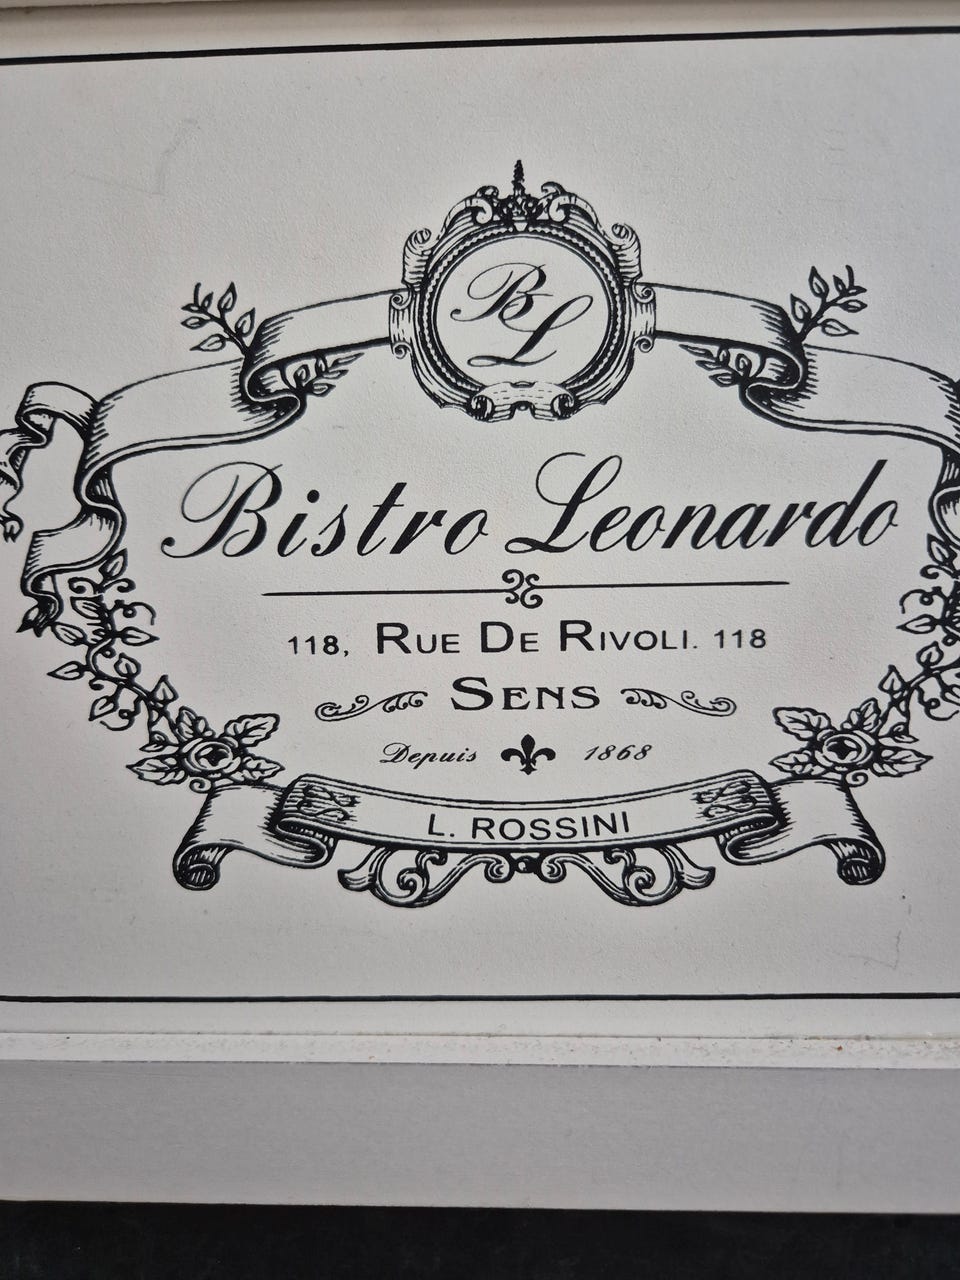 BL
Bistro Leonardo
118, RUE DE RIVOLI. 118
SENS
Depuis 1868
L. ROSSINI